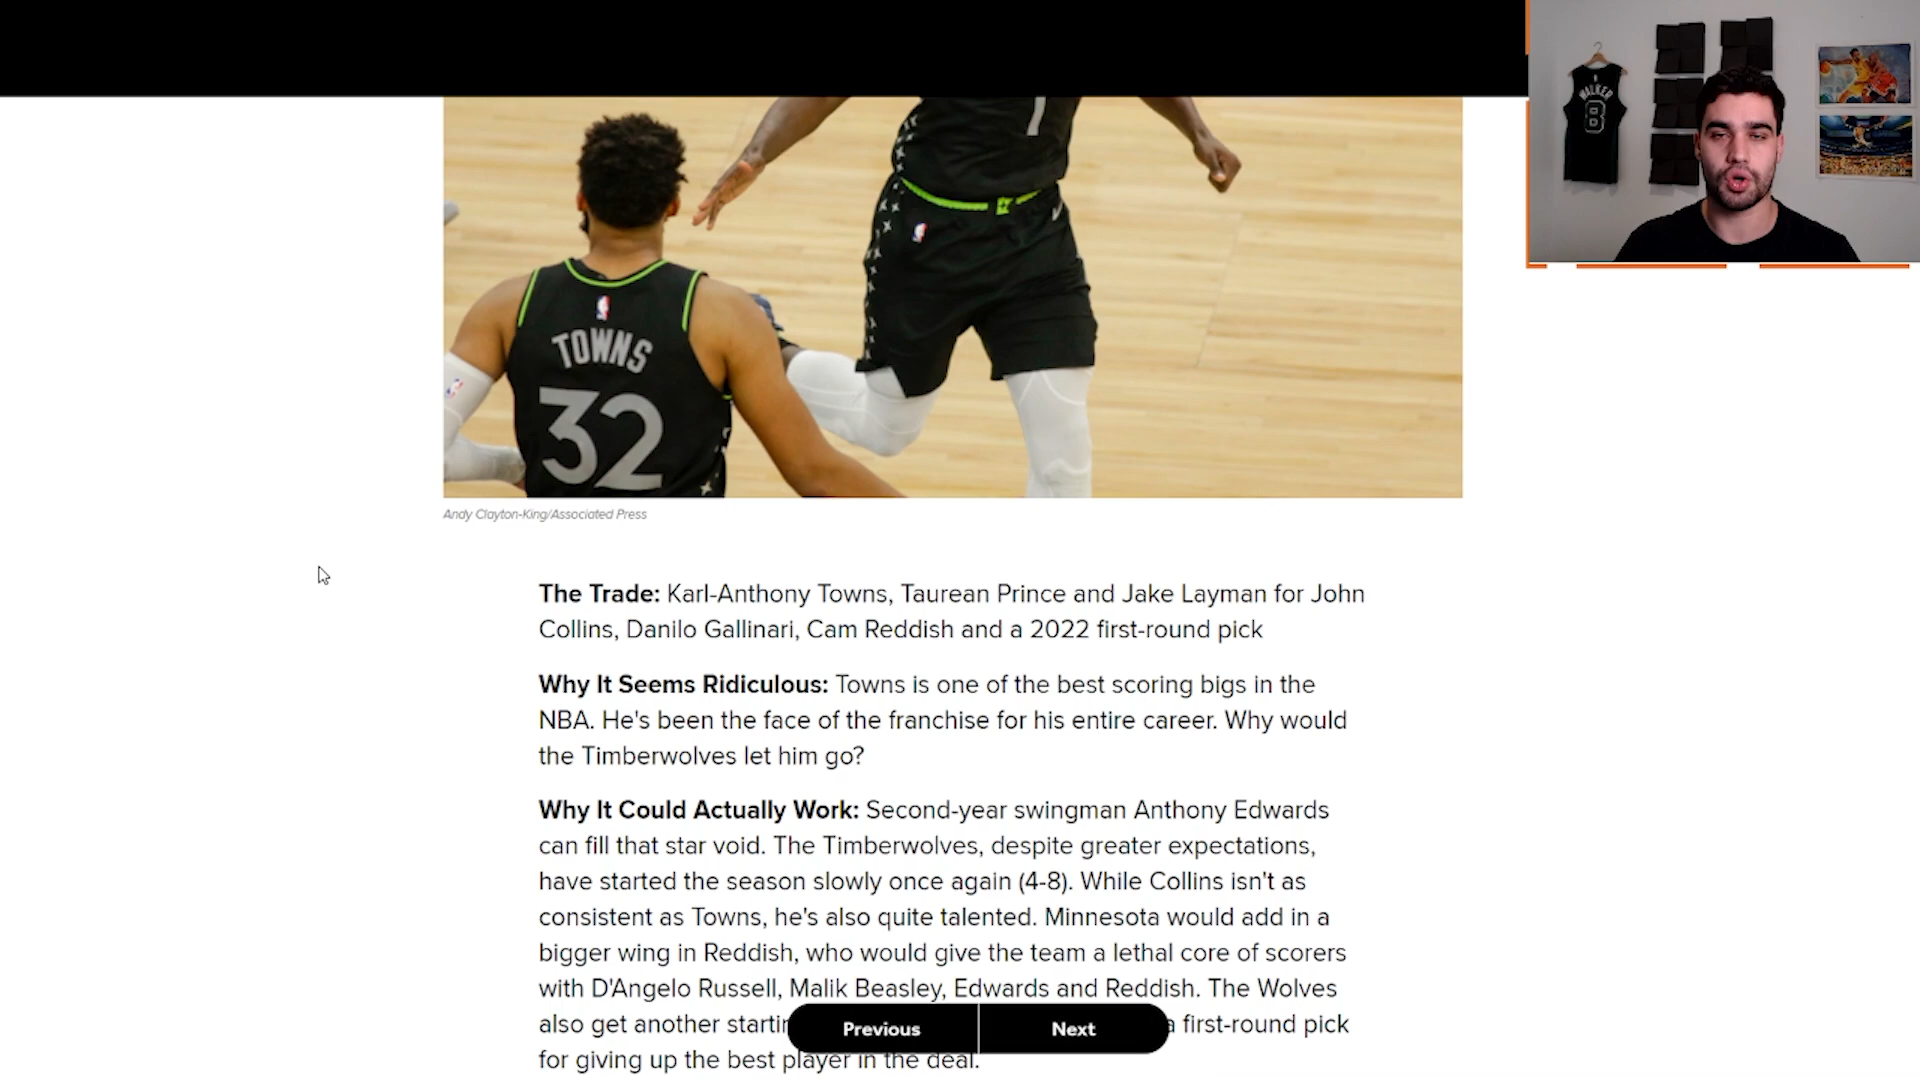 WALKER
8
1
TOWNS
32
Andy Clayton-King/Associated Press
The Trade: Karl-Anthony Towns, Taurean Prince and Jake Layman for John
Collins, Danilo Gallinari, Cam Reddish and a 2022 first-round pick
Why It Seems Ridiculous: Towns is one of the best scoring bigs in the
NBA. He's been the face of the franchise for his entire career. Why would
the Timberwolves let him go?
Why It Could Actually Work: Second-year swingman Anthony Edwards
can fill that star void. The Timberwolves, despite greater expectations,
have started the season slowly once again (4-8). While Collins isn't as
consistent as Towns, he's also quite talented. Minnesota would add in a
bigger wing in Reddish, who would give the team a lethal core of scorers
with D'Angelo Russell, Malik Beasley, Edwards and Reddish. The Wolves
also get another first-round pick
Previous Next
for giving up the best player in the deal.